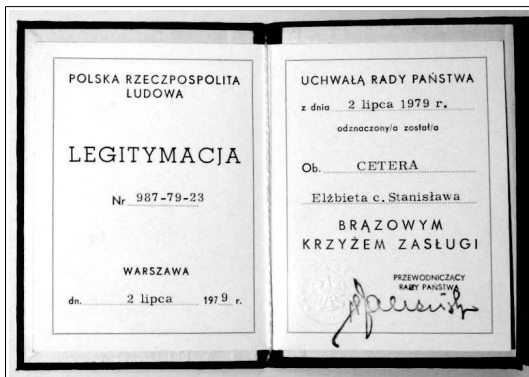 POLSKA RZECZPOSPOLITA
LUDOWA
LEGITYMACJA
Nr 987-79-23
WARSZAWA
dn. 2 lipca 1979 r.
UCHWAŁĄ RADY PAŃSTWA
z dnia 2 lipca 1979 r.
odznaczony/a został/a
Ob. CETERA
Elżbieta c. Stanisława
BRĄZOWYM
KRZYŻEM ZASŁUGI
PRZEWODNICZĄCY
RADY PAŃSTWA